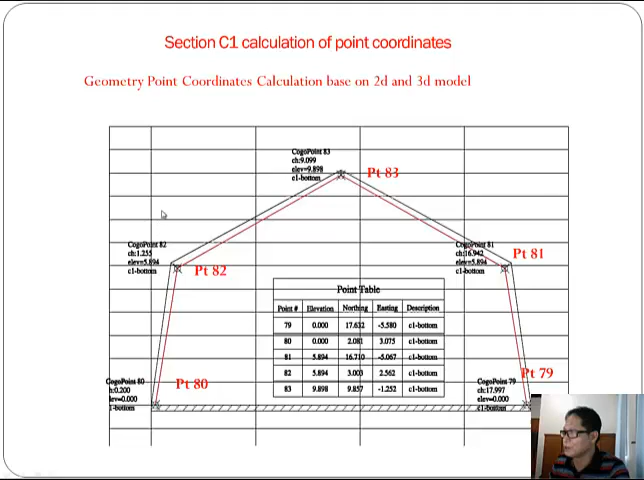 Section C1 calculation of point coordinates
Geometry Point Coordinates Calculation base on 2d and 3d model
CogoPoint 83
ch:9.099
elev=9.898
c1-bottom
Pt 83
CogoPoint 82
ch:1.255
elev=5.894
c1-bottom
Pt 82
CogoPoint 81
ch:16.942
elev=5.894
c1-bottom
Pt 81
Point Table
Point # Elevation Northing Easting Description
79 0.000 17.632 -5.580 c1-bottom
80 0.000 2.081 3.075 c1-bottom
81 5.894 16.710 -5.067 c1-bottom
82 5.894 3.003 2.562 c1-bottom
83 9.898 9.857 -1.252 c1-bottom
CogoPoint 80
h:0.200
elev=0.000
1-bottom
Pt 80
CogoPoint 79
ch:17.997
elev=0.000
c1-bottom
Pt 79